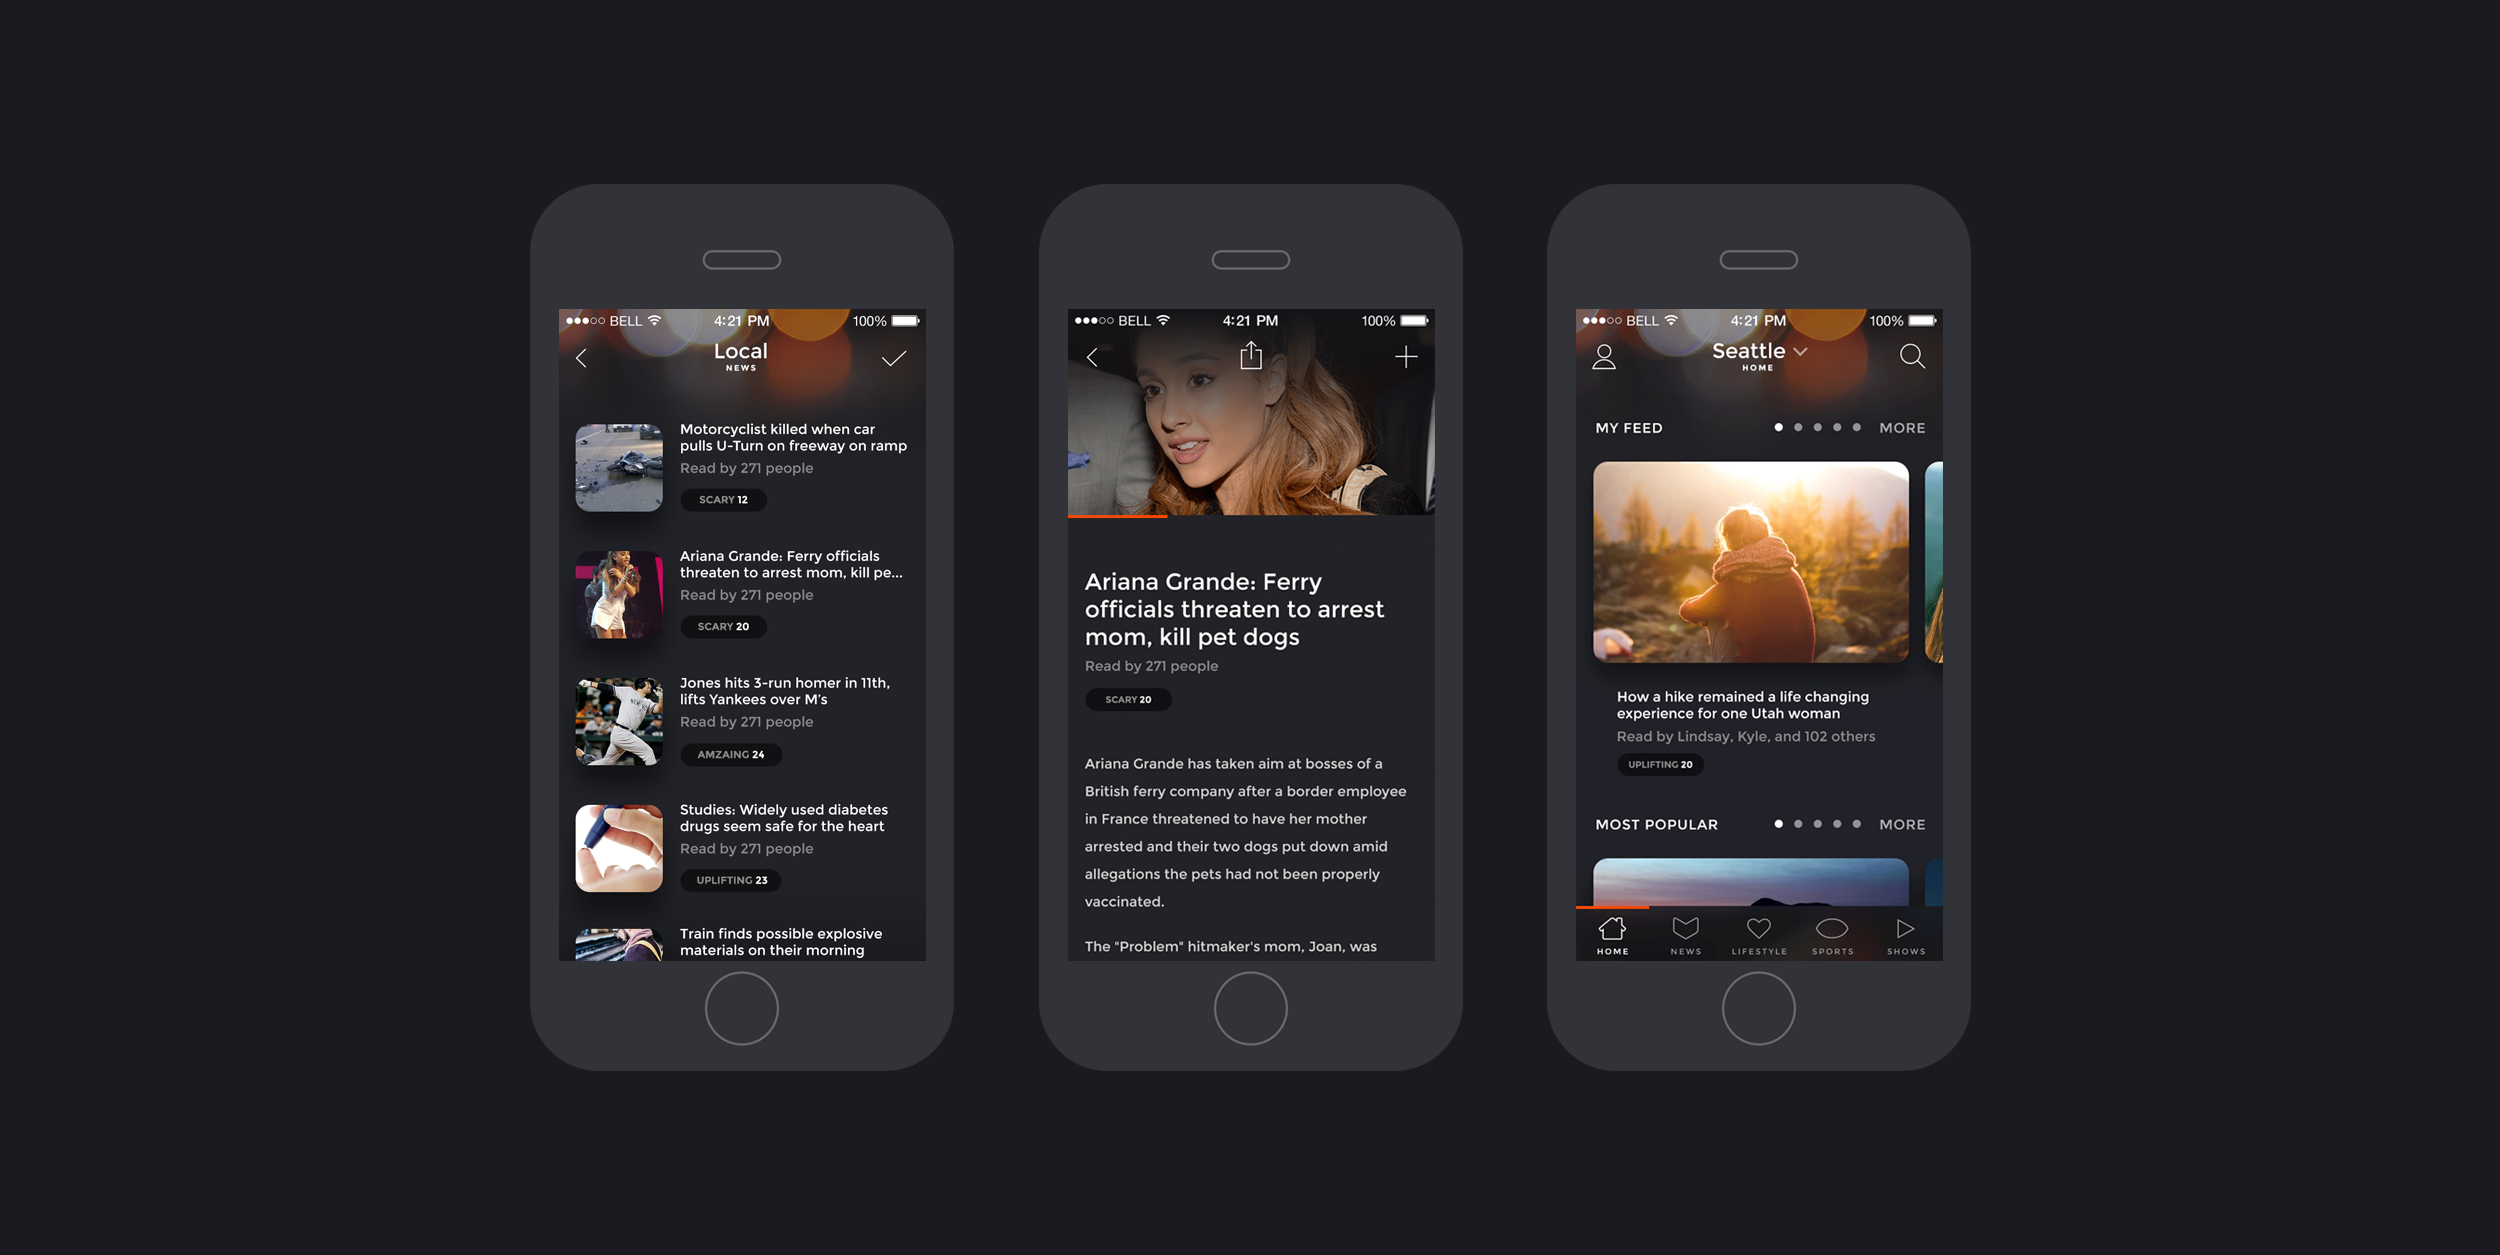 BELL 4:21 PM 100%
Local
NEWS
Motorcyclist killed when car
pulls U-Turn on freeway on ramp
Read by 271 people
SCARY 12
Ariana Grande: Ferry officials
threaten to arrest mom, kill pe...
Read by 271 people
SCARY 20
Jones hits 3-run homer in 11th,
lifts Yankees over M's
Read by 271 people
AMZAING 24
Studies: Widely used diabetes
drugs seem safe for the heart
Read by 271 people
UPLIFTING 23
Train finds possible explosive
materials on their morning
BELL 4:21 PM 100%
Ariana Grande: Ferry
officials threaten to arrest
mom, kill pet dogs
Read by 271 people
SCARY 20
Ariana Grande has taken aim at bosses of a
British ferry company after a border employee
in France threatened to have her mother
arrested and their two dogs put down amid
allegations the pets had not been properly
vaccinated.
The "Problem" hitmaker's mom, Joan, was
BELL 4:21 PM 100%
Seattle
HOME
MY FEED MORE
How a hike remained a life changing
experience for one Utah woman
Read by Lindsay, Kyle, and 102 others
UPLIFTING 20
MOST POPULAR MORE
HOME NEWS LIFESTYLE SPORTS SHOWS